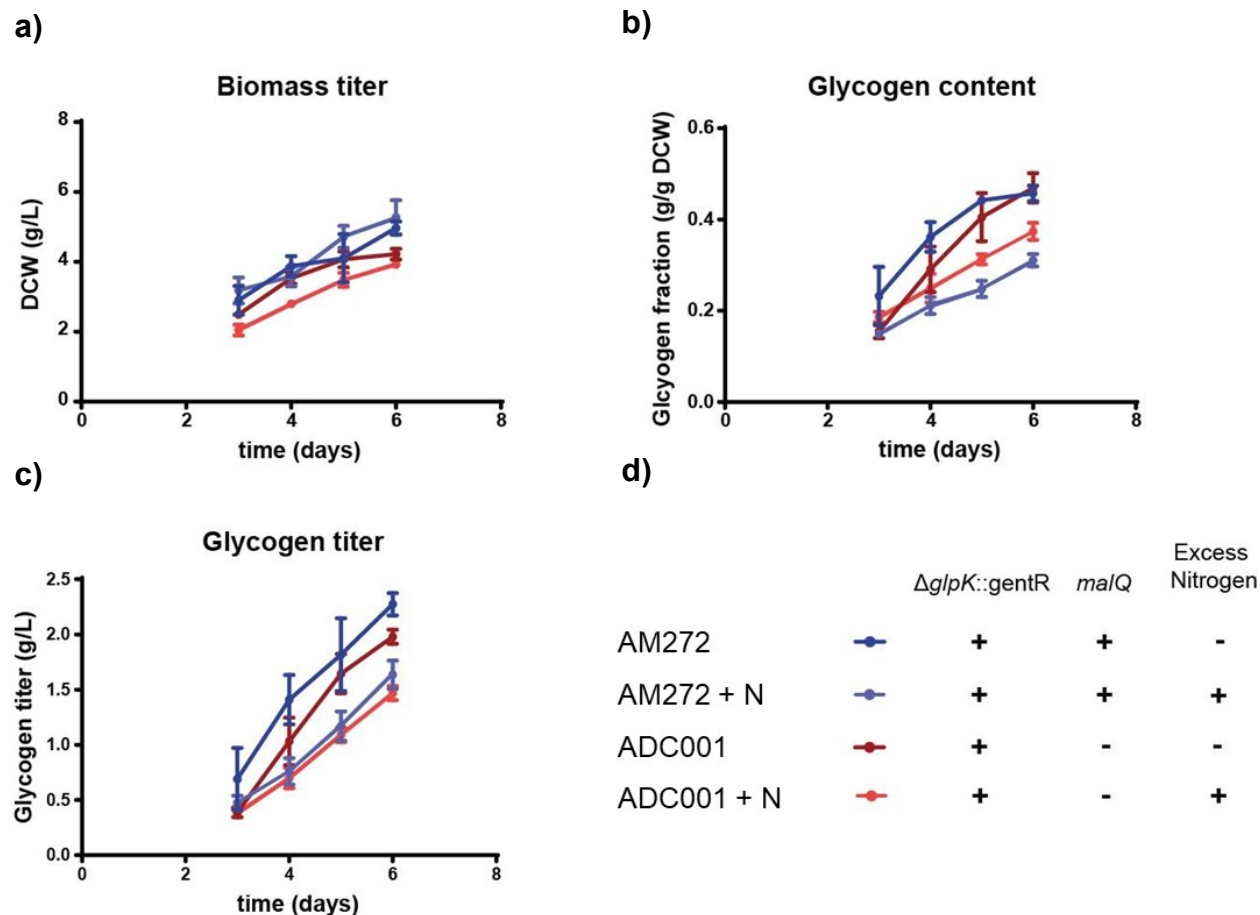 a)
Biomass titer
DCW (g/L)
8
6
4
2
0
0 2 4 6 8
time (days)
b)
Glycogen content
Glcyogen fraction (g/g DCW)
0.6
0.4
0.2
0.0
0 2 4 6 8
time (days)
c)
Glycogen titer
Glycogen titer (g/L)
2.5
2.0
1.5
1.0
0.5
0.0
0 2 4 6 8
time (days)
d)
Excess
ΔglpK::gentR malQ Nitrogen
AM272 + + -
AM272 + N + + +
ADC001 + - -
ADC001 + N + - +